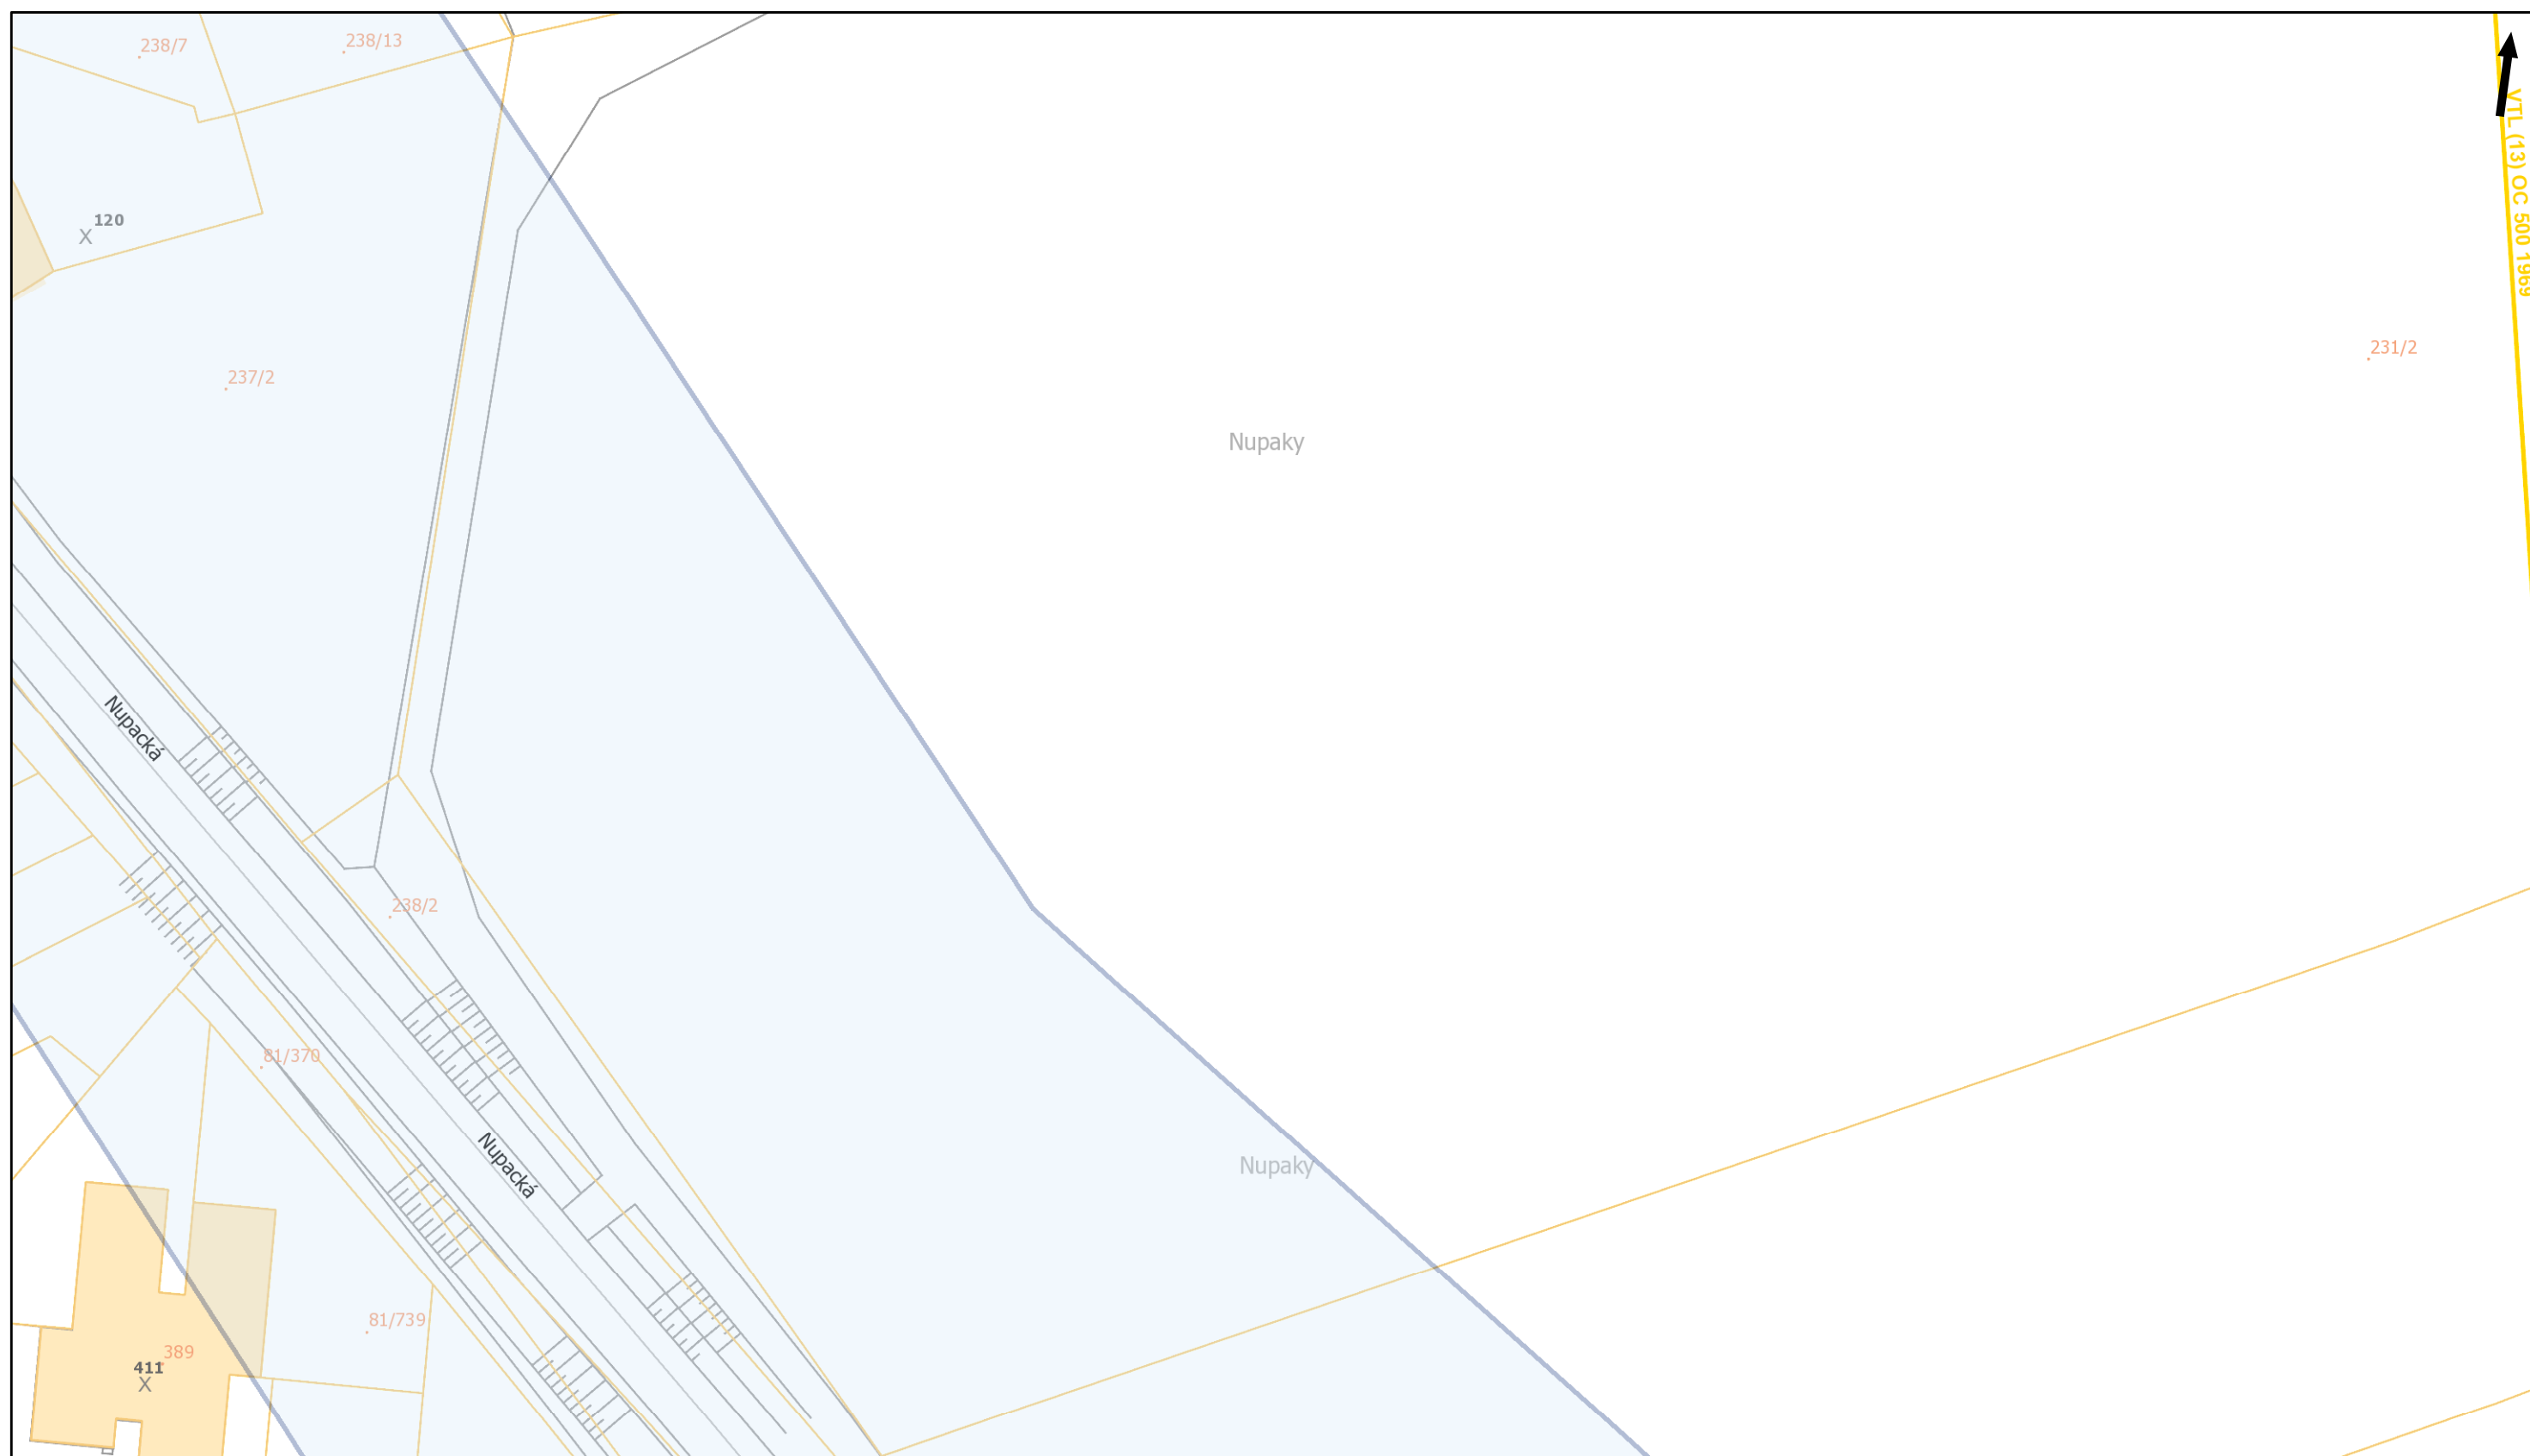 238/7
238/13
VTL (13) OC 500 1969
120
X
231/2
237/2
Nupaky
Nupacká
238/2
81/370
Nupacká
Nupaky
81/739
389
411
X